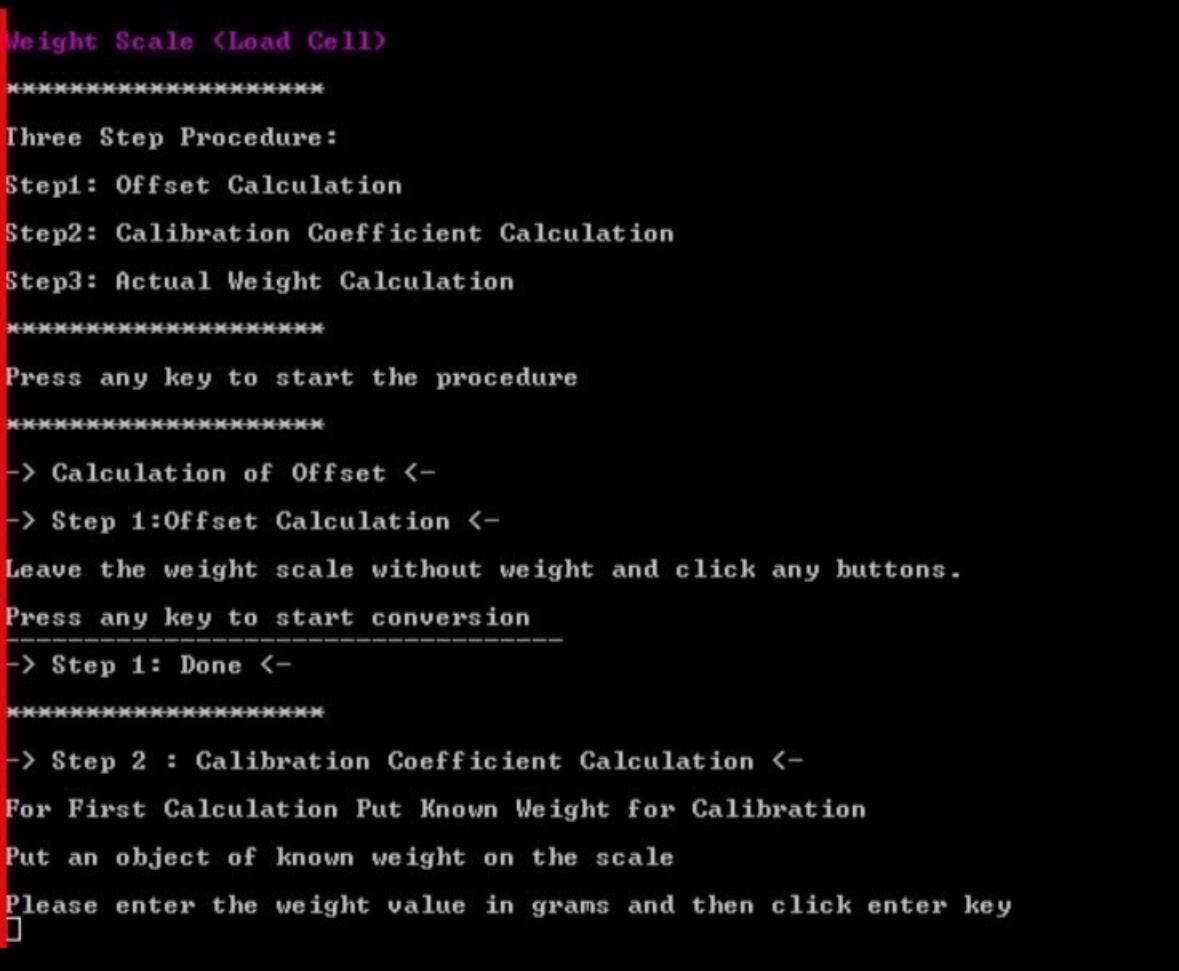 Weight Scale (Load Cell)
********************
Three Step Procedure:
Step1: Offset Calculation
Step2: Calibration Coefficient Calculation
Step3: Actual Weight Calculation
********************
Press any key to start the procedure
********************
-> Calculation of Offset <-
-> Step 1:Offset Calculation <-
Leave the weight scale without weight and click any buttons.
Press any key to start conversion
-----------------------------------
-> Step 1: Done <-
********************
-> Step 2 : Calibration Coefficient Calculation <-
For First Calculation Put Known Weight for Calibration
Put an object of known weight on the scale
Please enter the weight value in grams and then click enter key